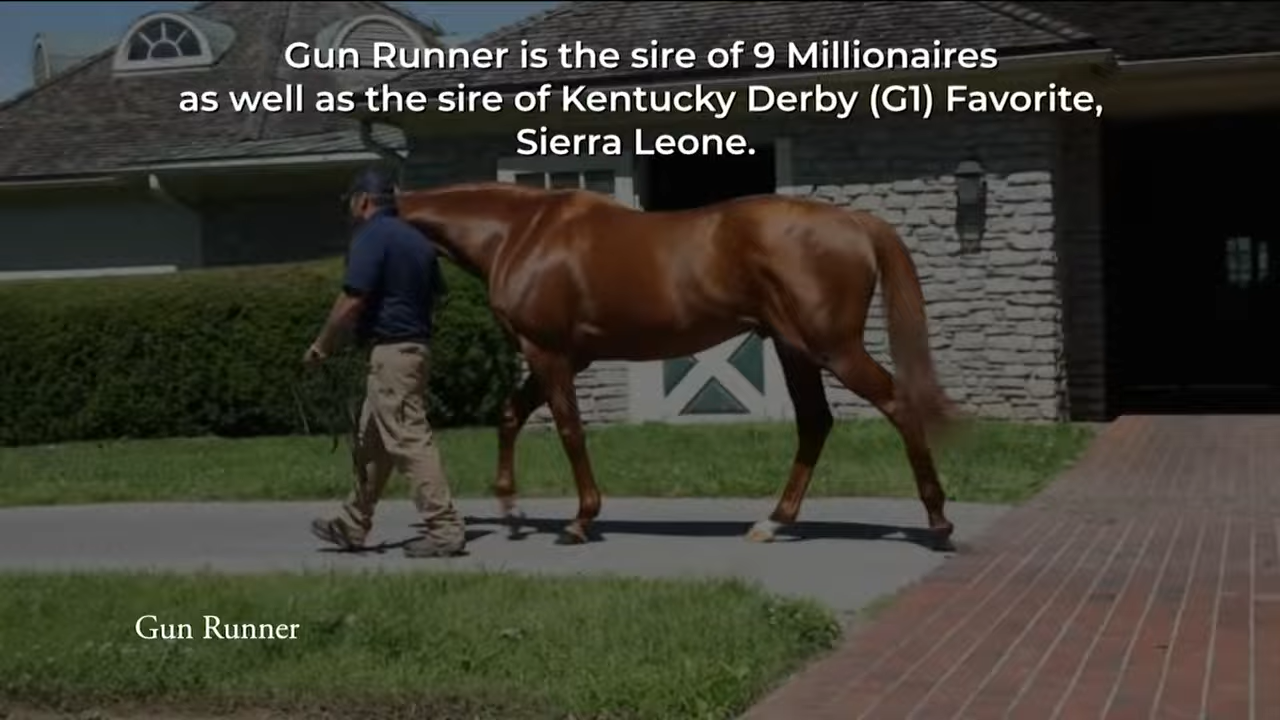 Gun Runner is the sire of 9 Millionaires
as well as the sire of Kentucky Derby (G1) Favorite,
Sierra Leone.
Gun Runner